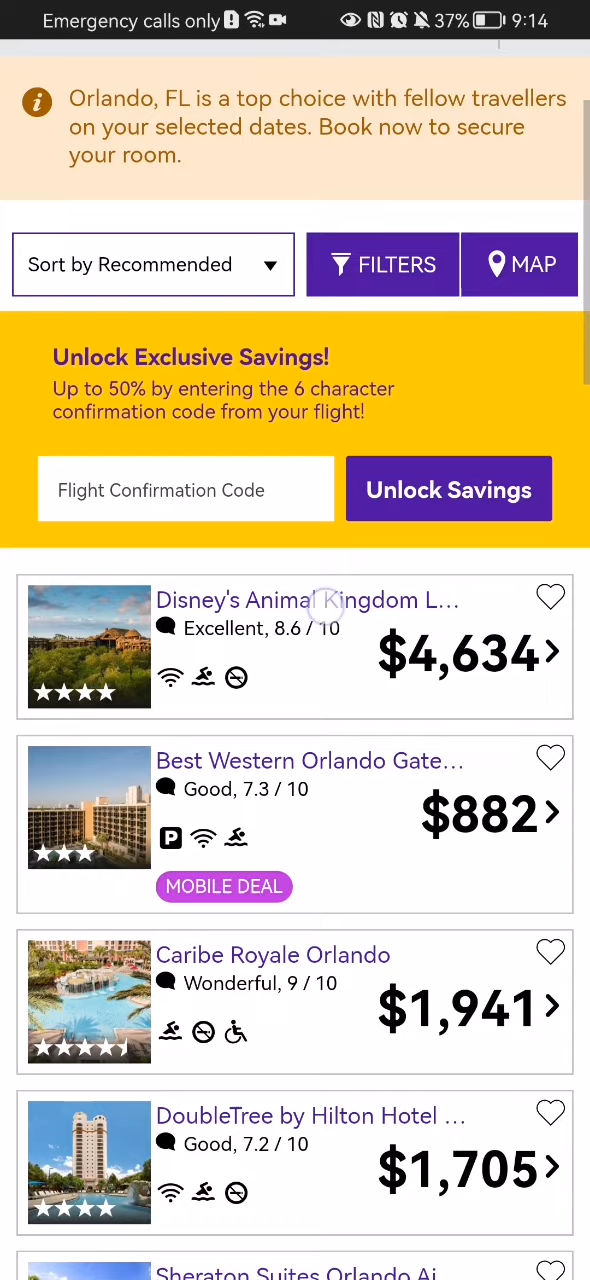 Emergency calls only 37% 9:14
Orlando, FL is a top choice with fellow travellers
on your selected dates. Book now to secure
your room.
Sort by Recommended
FILTERS
MAP
Unlock Exclusive Savings!
Up to 50% by entering the 6 character
confirmation code from your flight!
Flight Confirmation Code
Unlock Savings
Disney's Animal Kingdom L...
Excellent, 8.6 / 10
$4,634
Best Western Orlando Gate...
Good, 7.3 / 10
$882
P
MOBILE DEAL
Caribe Royale Orlando
Wonderful, 9 / 10
$1,941
DoubleTree by Hilton Hotel ...
Good, 7.2 / 10
$1,705
Sheraton Suites Orlando Ai